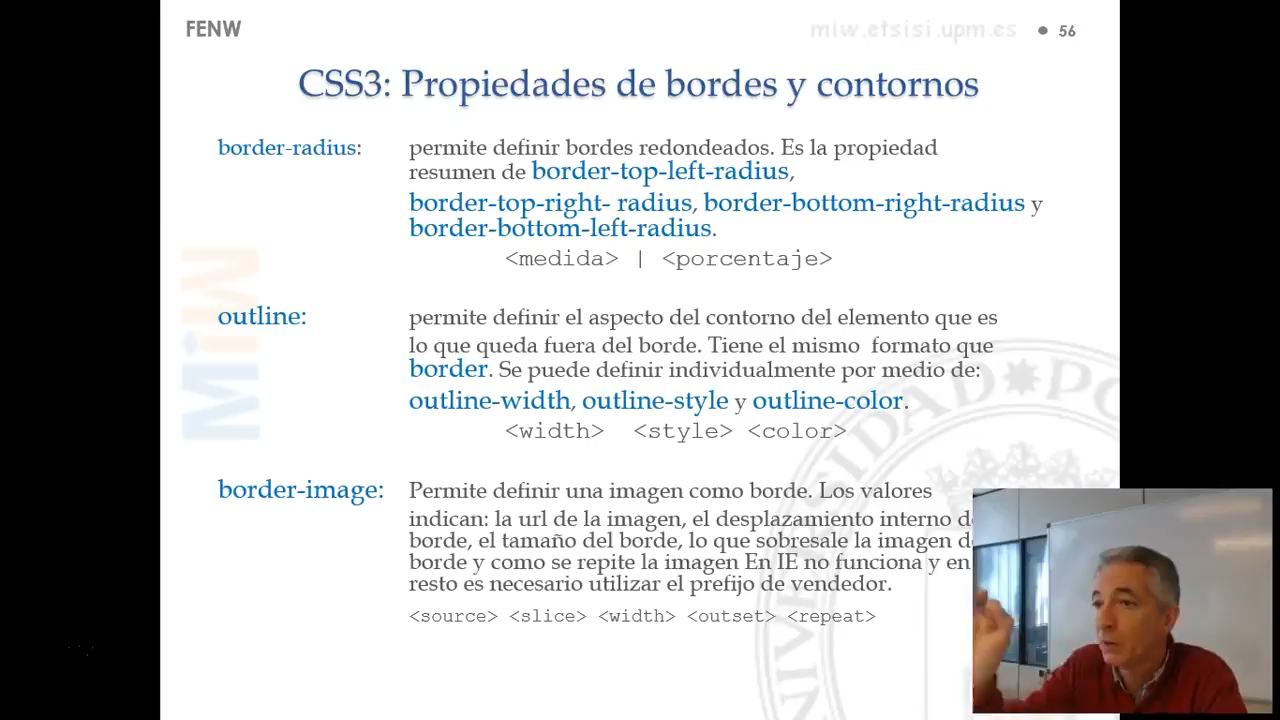 FENW
miw.etsisi.upm.es
56
CSS3: Propiedades de bordes y contornos
border-radius:
permite definir bordes redondeados. Es la propiedad
resumen de border-top-left-radius,
border-top-right- radius, border-bottom-right-radius y
border-bottom-left-radius.
<medida> | <porcentaje>
outline:
permite definir el aspecto del contorno del elemento que es
lo que queda fuera del borde. Tiene el mismo formato que
border. Se puede definir individualmente por medio de:
outline-width, outline-style y outline-color.
<width> <style> <color>
border-image:
Permite definir una imagen como borde. Los valores
indican: la url de la imagen, el desplazamiento interno
borde, el tamaño del borde, lo que sobresale la imagen
borde y como se repite la imagen En IE no funciona y en
resto es necesario utilizar el prefijo de vendedor.
<source> <slice> <width> <outset> <repeat>
MiW
UNIVERSIDAD PO